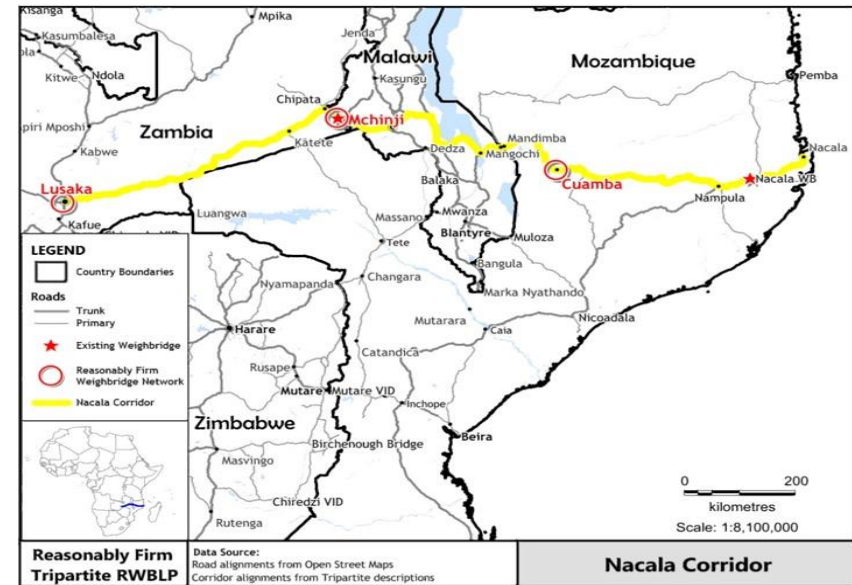 Mpika
Kasumbalesa
Kitwe
Ndola
Jenda
Malawi
Kasungu
Mozambique
Pemba
Chipata
Mchinji
Zambia
piri Mposhi
Katete
Kabwe
Dedza
Mandimba
Mangochi
Nacala
Lusaka
Balaka
Cuamba
Nacala WB
Nampula
Kafue
Luangwa
Massano
Mwanza
Blantyre
Muloza
Tete
LEGEND
Country Boundaries
Roads
Trunk
Primary
Existing Weighbridge
Reasonably Firm
Weighbridge Network
Nacala Corridor
Bangula
Nyamapanda
Changara
Marka Nyathando
Mutarara
Nicoadala
Harare
Caia
Catandica
Rusape
Mutare
Mutare VID
Inchope
Zimbabwe
Birchenough Bridge
Beira
Masvingo
Chiredzi VID
Rutenga
0
200
kilometres
Scale: 1:8,100,000
Reasonably Firm
Tripartite RWBLP
Data Source:
Road alignments from Open Street Maps
Corridor alignments from Tripartite descriptions
Nacala Corridor